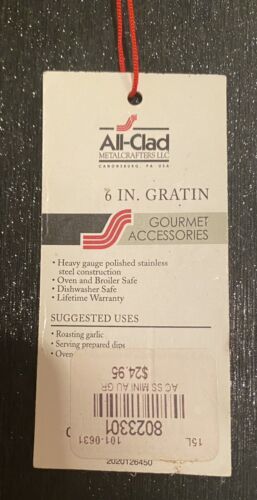 All-Clad
METALCRAFTERS LLC
CANONSBURG, PA USA
6 IN. GRATIN
GOURMET
ACCESSORIES
• Heavy gauge polished stainless
steel construction
• Oven and Broiler Safe
• Dishwasher Safe
• Lifetime Warranty
SUGGESTED USES
• Roasting garlic
• Serving prepared dips
• Oven
AC SS MINI AU GR
$24.95
8023301
101-0631
15L
2020126450